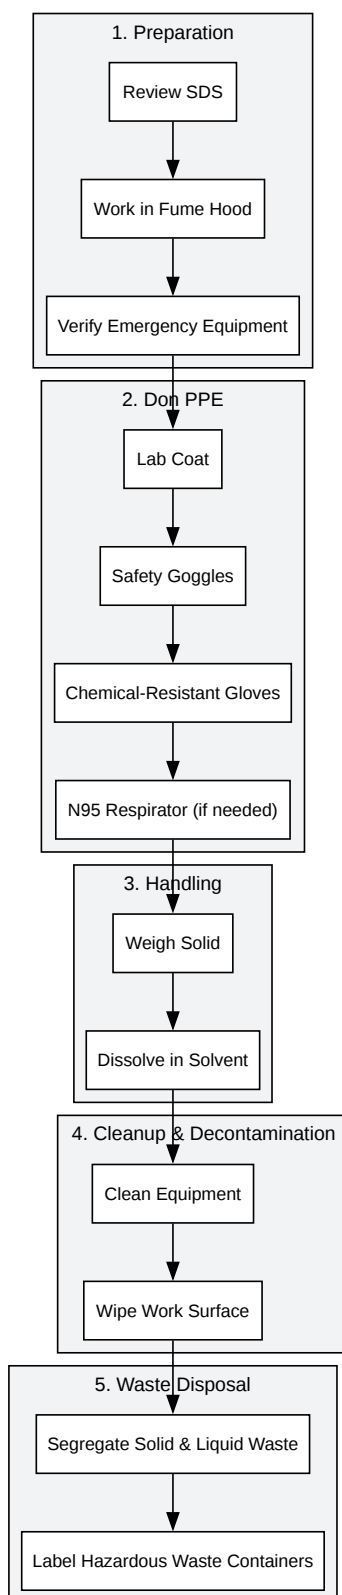 1. Preparation
Review SDS
Work in Fume Hood
Verify Emergency Equipment
2. Don PPE
Lab Coat
Safety Goggles
Chemical-Resistant Gloves
N95 Respirator (if needed)
3. Handling
Weigh Solid
Dissolve in Solvent
4. Cleanup & Decontamination
Clean Equipment
Wipe Work Surface
5. Waste Disposal
Segregate Solid & Liquid Waste
Label Hazardous Waste Containers